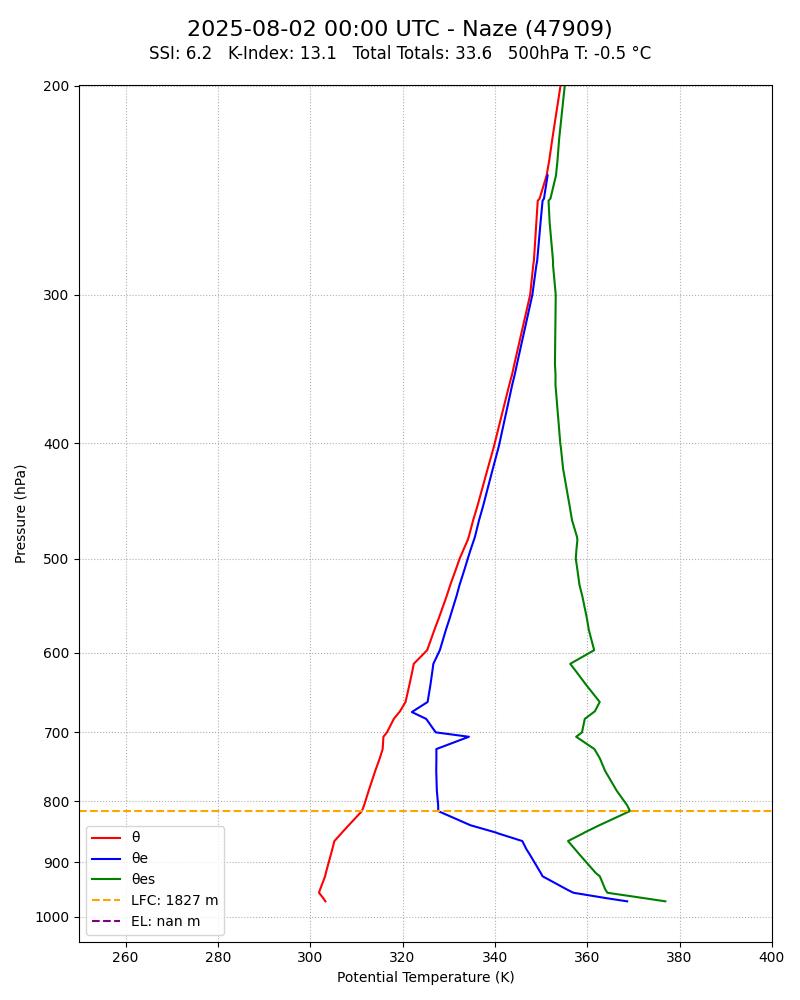 2025-08-02 00:00 UTC - Naze (47909)
SSI: 6.2   K-Index: 13.1   Total Totals: 33.6   500hPa T: -0.5 °C
200
300
400
500
600
700
800
900
1000
Pressure (hPa)
θ
θe
θes
LFC: 1827 m
EL: nan m
260 280 300 320 340 360 380 400
Potential Temperature (K)